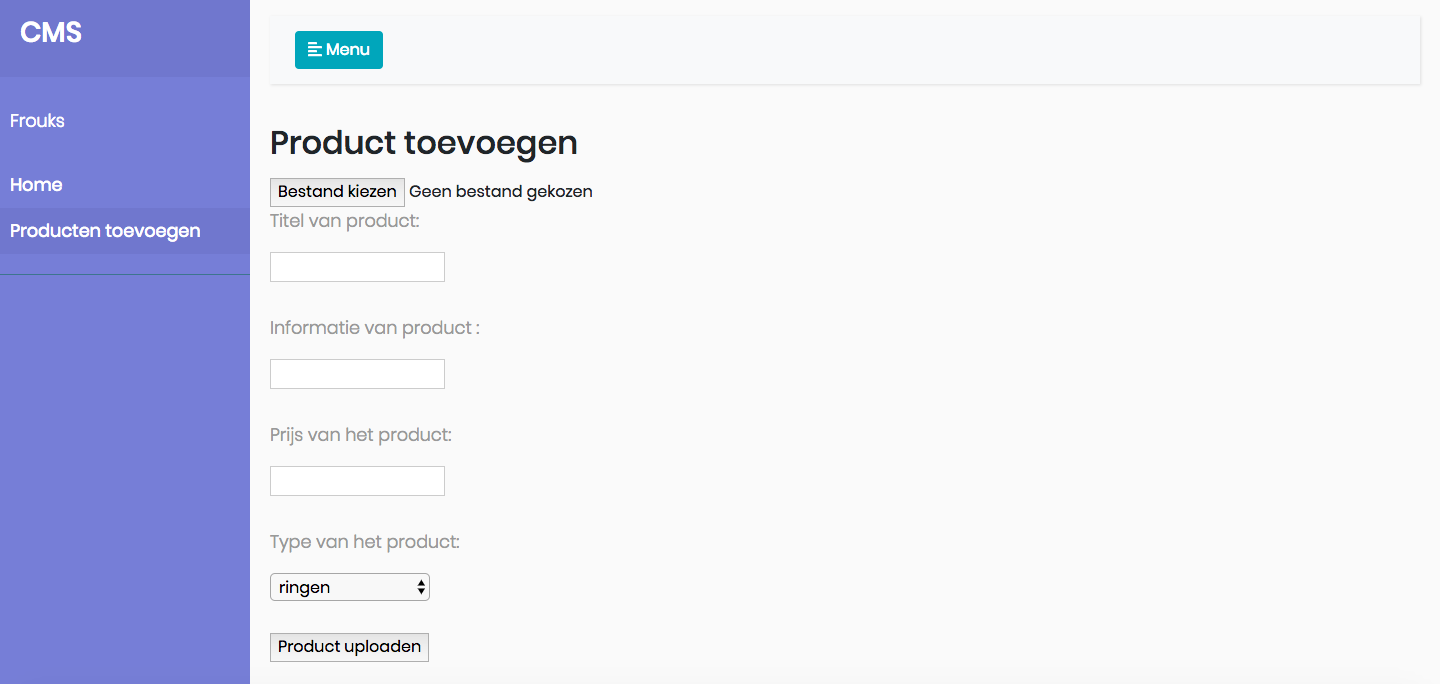 CMS
Frouks
Home
Producten toevoegen
Menu
Product toevoegen
Bestand kiezen Geen bestand gekozen
Titel van product:
Informatie van product :
Prijs van het product:
Type van het product:
ringen
Product uploaden